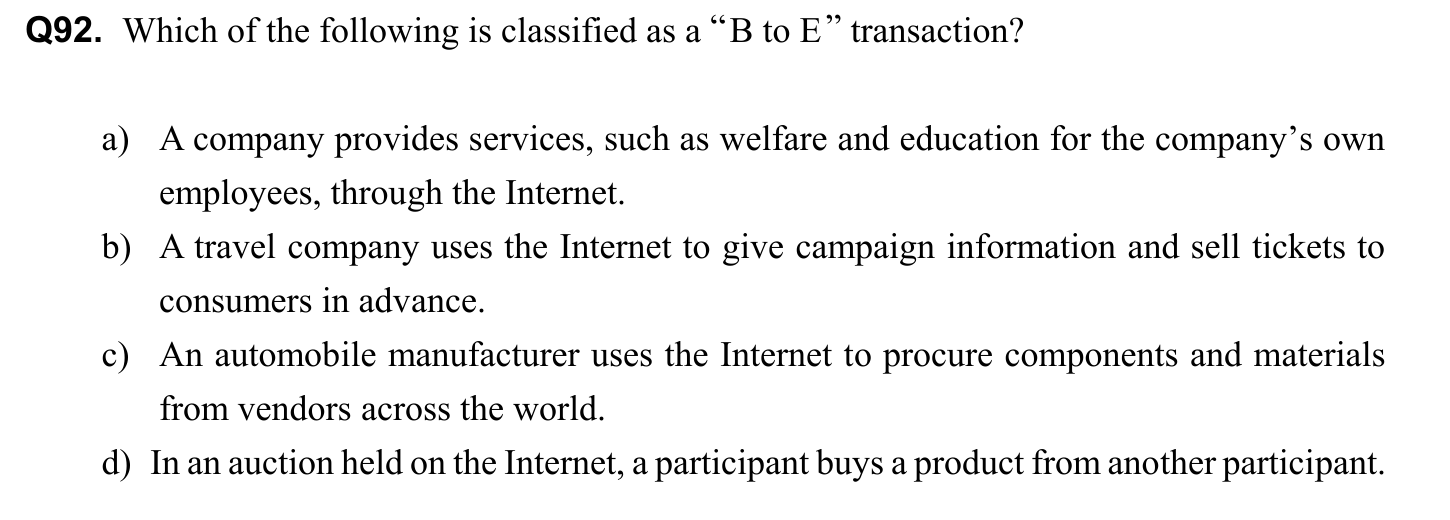 Q92. Which of the following is classified as a “B to E” transaction?
a) A company provides services, such as welfare and education for the company’s own
employees, through the Internet.
b) A travel company uses the Internet to give campaign information and sell tickets to
consumers in advance.
c) An automobile manufacturer uses the Internet to procure components and materials
from vendors across the world.
d) In an auction held on the Internet, a participant buys a product from another participant.